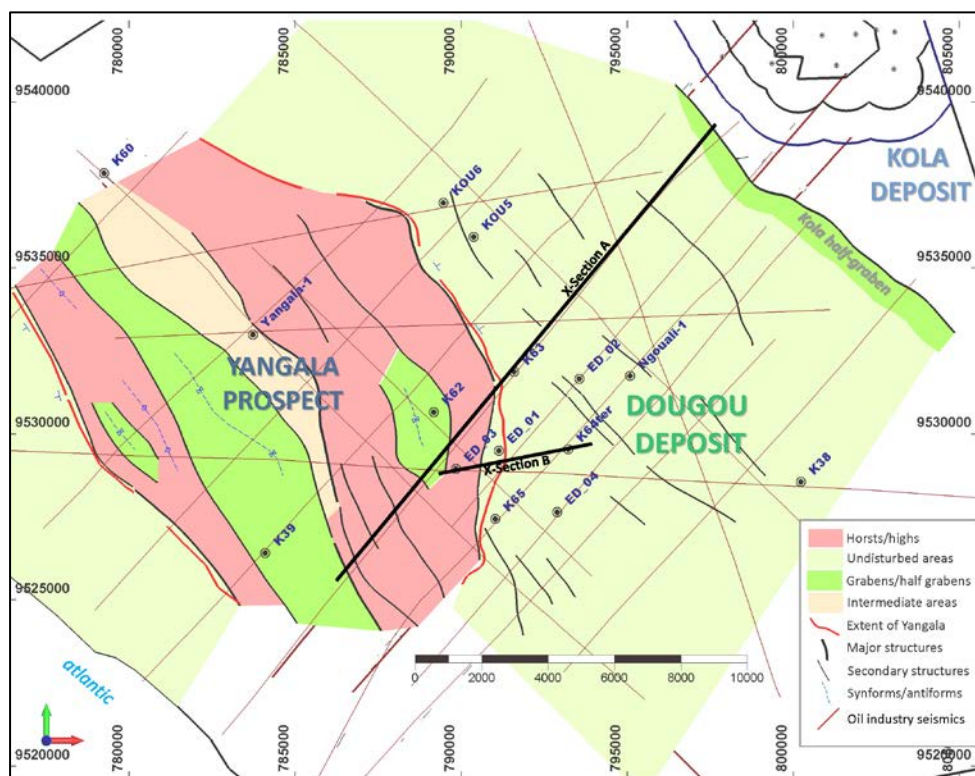 780000
785000
790000
795000
800000
805000
9540000
9540000
K60
KOU6
KOU5
KOLA
DEPOSIT
Kola half-graben
9535000
9535000
X-Section A
Yangala-1
K63
ED_02
Ngouali-1
YANGALA
PROSPECT
K62
DOUGOU
DEPOSIT
9530000
9530000
ED_03
ED_01
K64ter
X-Section B
K38
K65
ED_04
K39
9525000
9525000
Horsts/highs
Undisturbed areas
Grabens/half grabens
Intermediate areas
Extent of Yangala
Major structures
Secondary structures
Synforms/antiforms
Oil industry seismics
atlantic
0
2000
4000
6000
8000
10000
9520000
9520000
780000
785000
790000
795000
800000